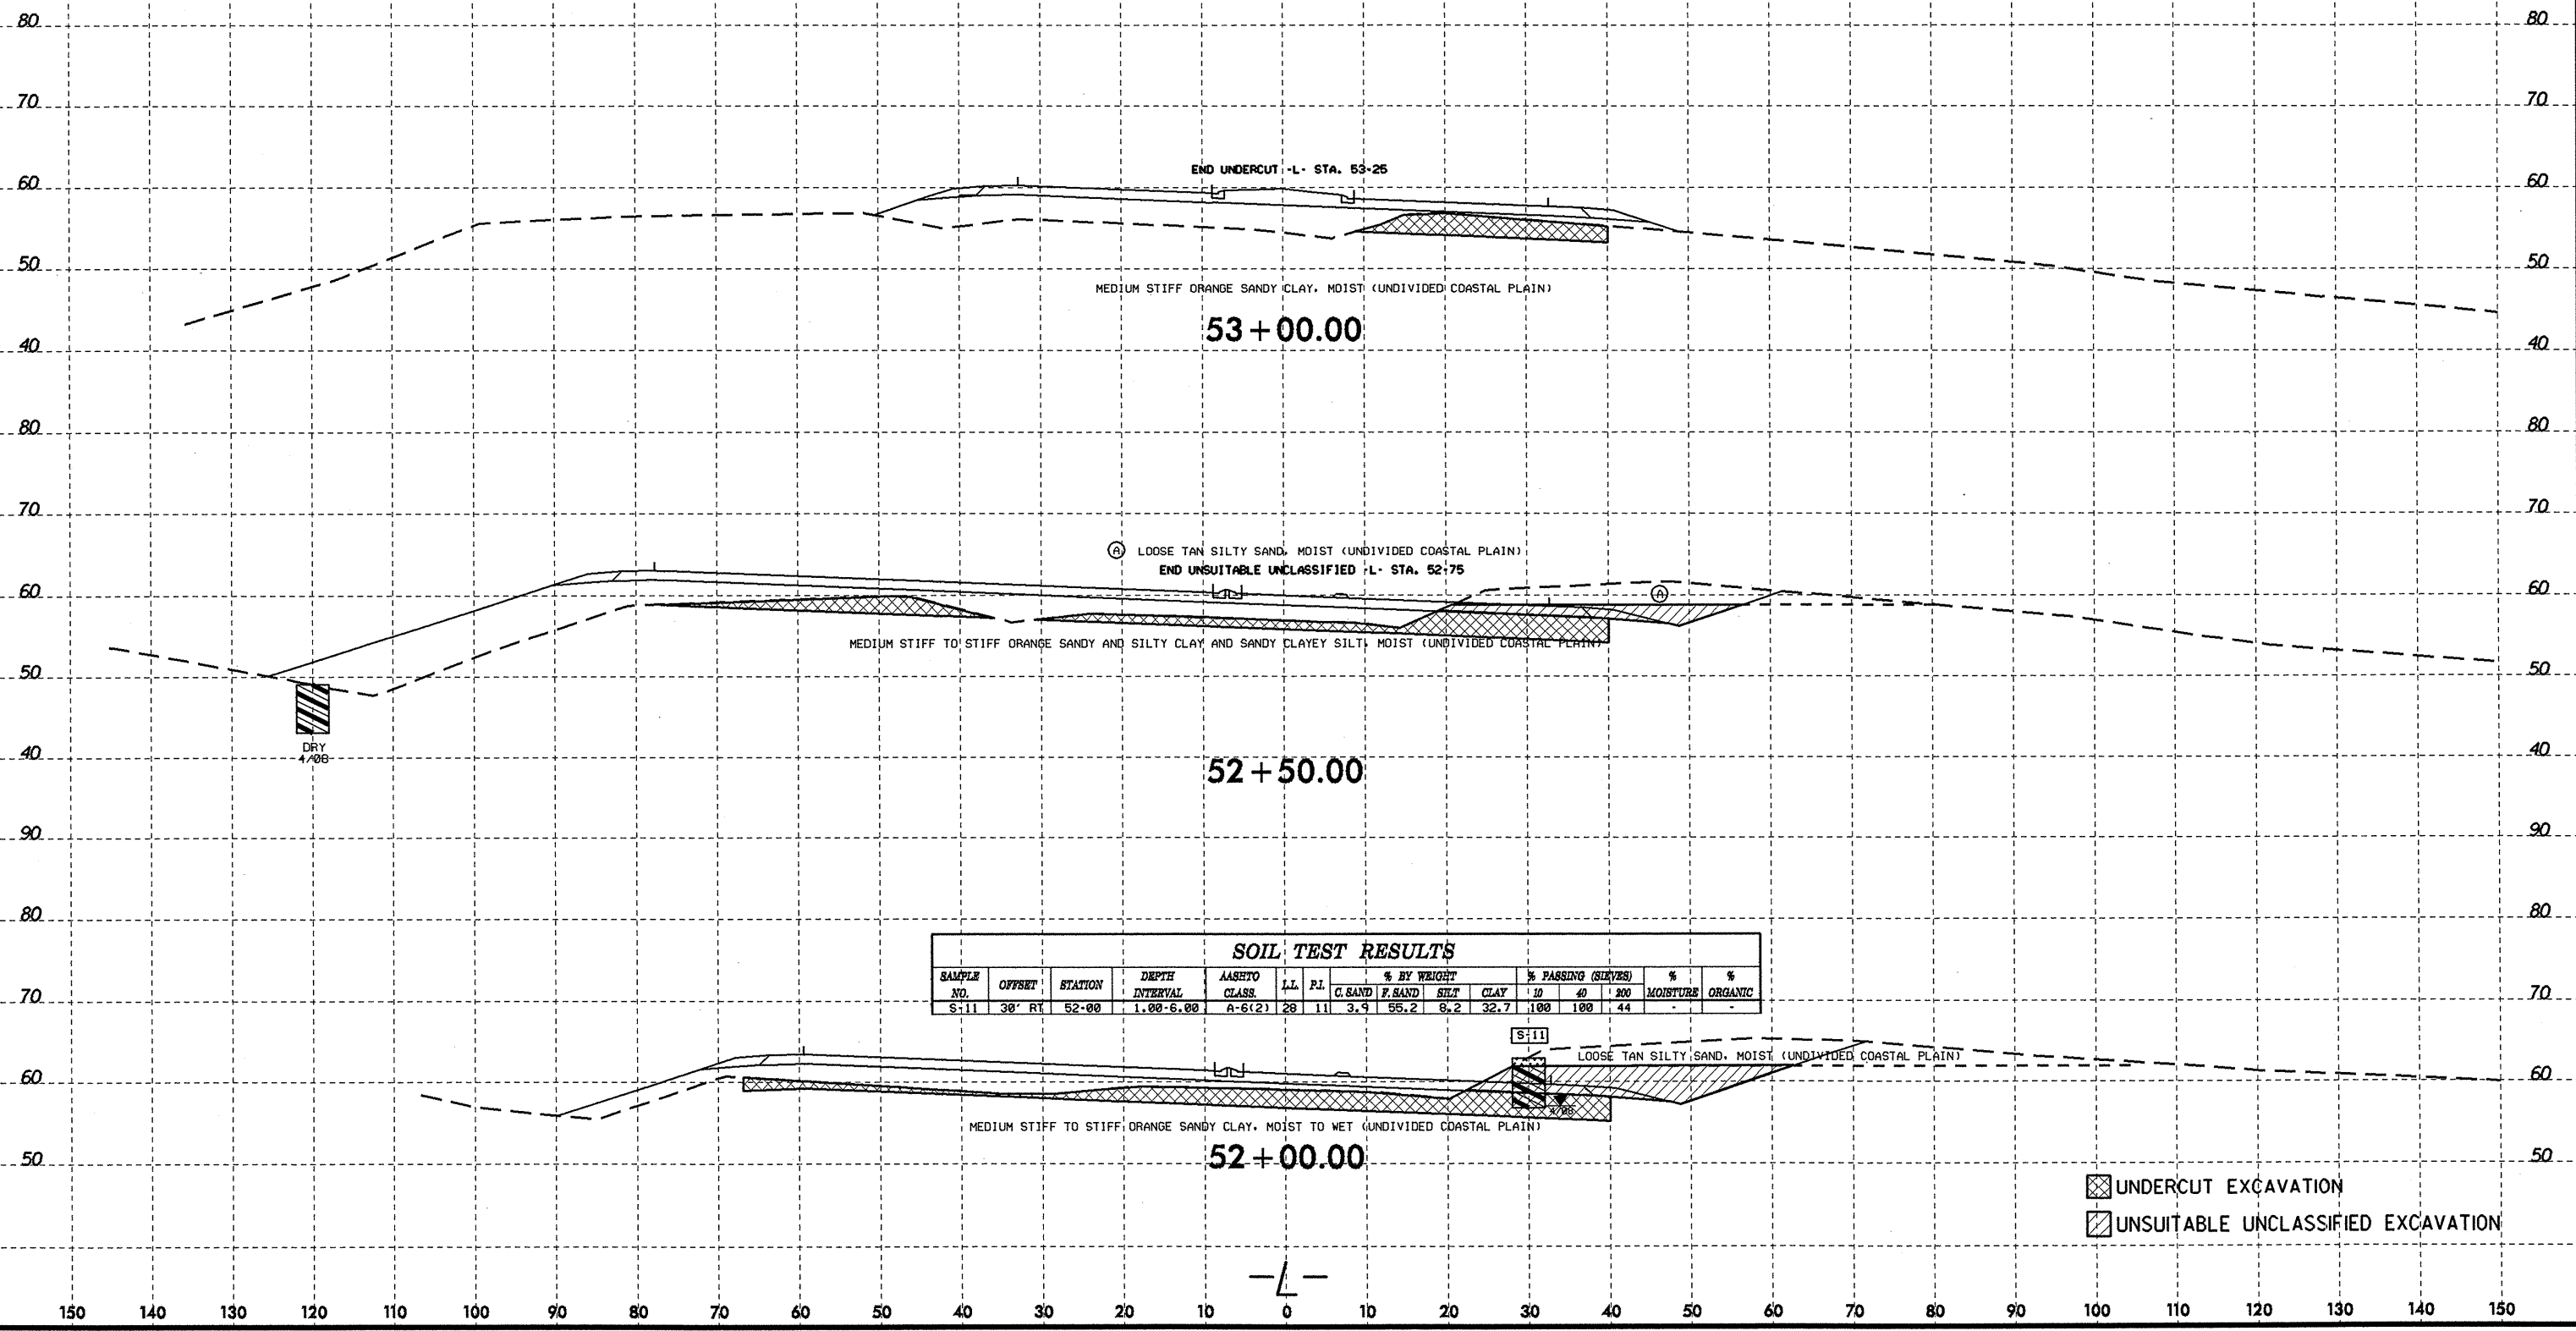 80 80
70 70
END UNDERCUT -L- STA. 53+25
60 60
50 50
MEDIUM STIFF ORANGE SANDY CLAY, MOIST (UNDIVIDED COASTAL PLAIN)
53+00.00
40 40
80 80
70 70
A LOOSE TAN SILTY SAND, MOIST (UNDIVIDED COASTAL PLAIN)
END UNSUITABLE UNCLASSIFIED -L- STA. 52+75
60 A 60
MEDIUM STIFF TO STIFF ORANGE SANDY AND SILTY CLAY AND SANDY CLAYEY SILT, MOIST (UNDIVIDED COASTAL PLAIN)
50 50
DRY
4/08
40 40
52+50.00
90 90
80 80
SOIL TEST RESULTS
SAMPLE NO. OFFSET STATION DEPTH INTERVAL AASHTO CLASS. L.L. P.I. % BY WEIGHT % PASSING (SIEVES) % MOISTURE % ORGANIC
C. SAND F. SAND SILT CLAY 10 40 200
S-11 30' RT 52+00 1.00-6.00 A-6(2) 28 11 3.9 55.2 8.2 32.7 100 100 44 - -
70 70
S-11
LOOSE TAN SILTY SAND, MOIST (UNDIVIDED COASTAL PLAIN)
60 60
4/08
MEDIUM STIFF TO STIFF ORANGE SANDY CLAY, MOIST TO WET (UNDIVIDED COASTAL PLAIN)
52+00.00
50 50
UNDERCUT EXCAVATION
UNSUITABLE UNCLASSIFIED EXCAVATION
-L-
150 140 130 120 110 100 90 80 70 60 50 40 30 20 10 0 10 20 30 40 50 60 70 80 90 100 110 120 130 140 150